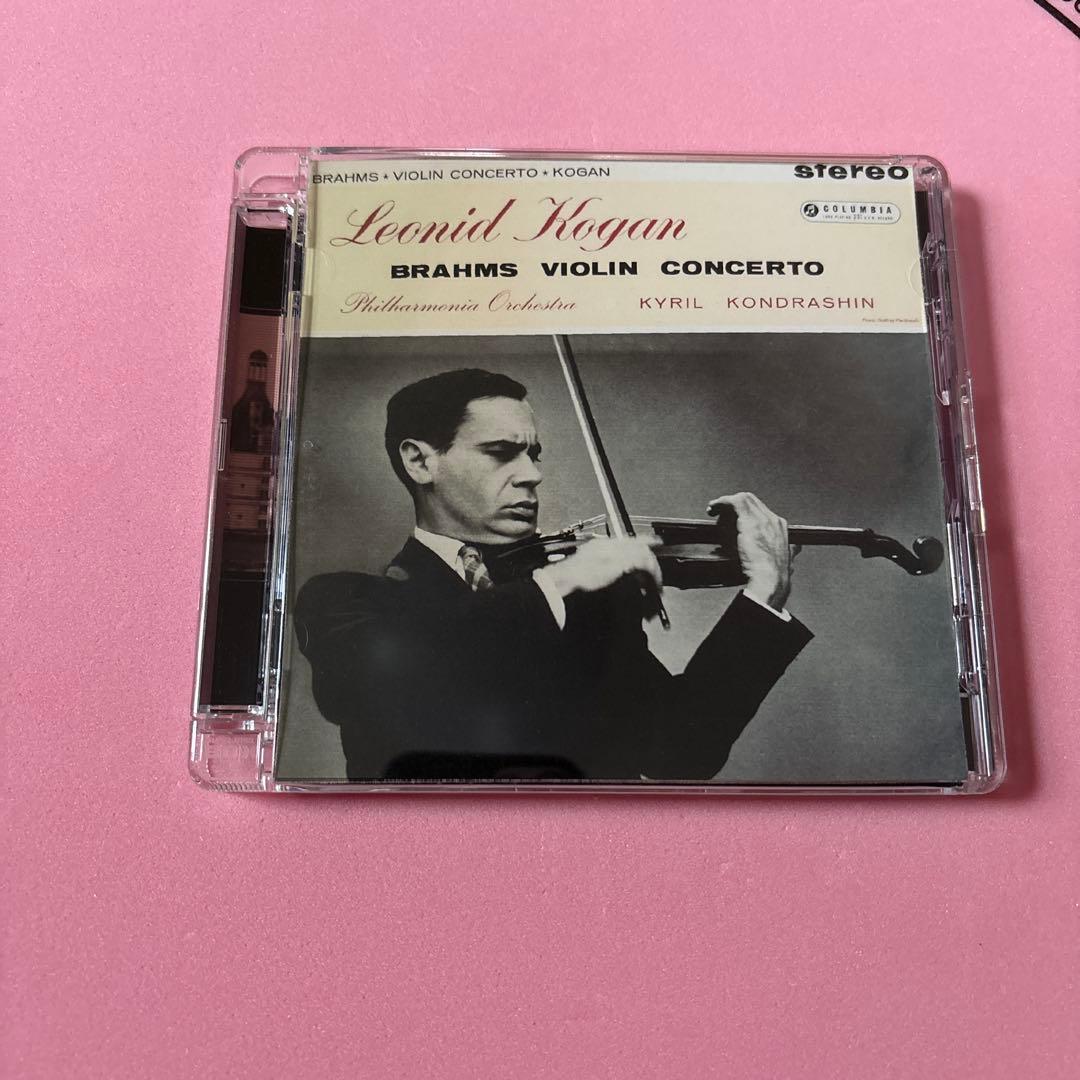 BRAHMS ★ VIOLIN CONCERTO ★ KOGAN
stereo
COLUMBIA
Leonid Kogan
BRAHMS VIOLIN CONCERTO
Philharmonia Orchestra
KYRIL KONDRASHIN